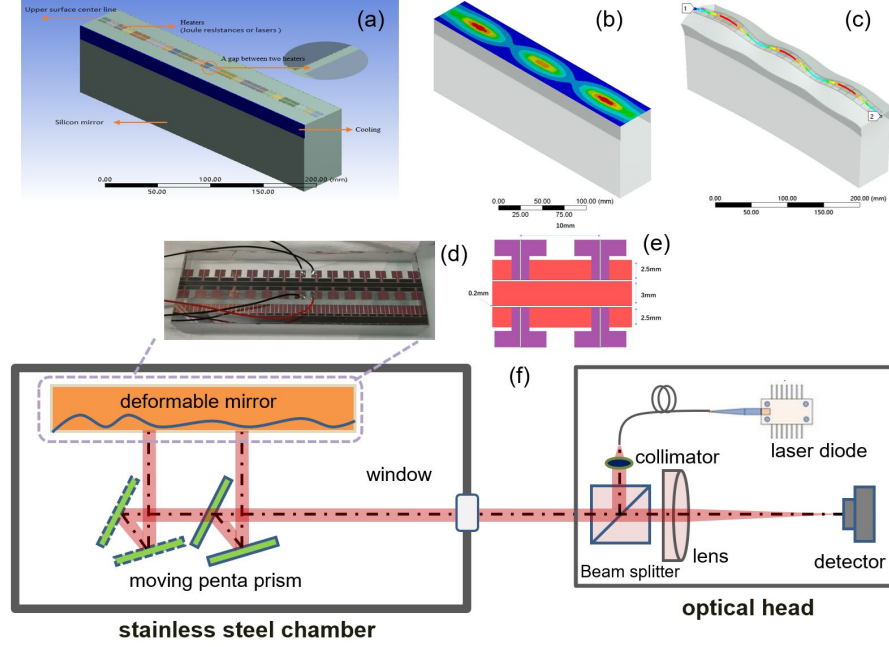 Upper surface center line
(a)
Heaters
(Joule resistances or lasers )
A gap between two heaters
Silicon mirror
Cooling
0.00 100.00 200.00 (mm)
50.00 150.00
(b)
0.00 50.00 100.00 (mm)
25.00 75.00
(c)
1
2
0.00 100.00 200.00 (mm)
50.00 150.00
(d)
10mm
(e)
2.5mm
0.2mm
3mm
2.5mm
(f)
deformable mirror
window
moving penta prism
stainless steel chamber
collimator
laser diode
Beam splitter
lens
detector
optical head